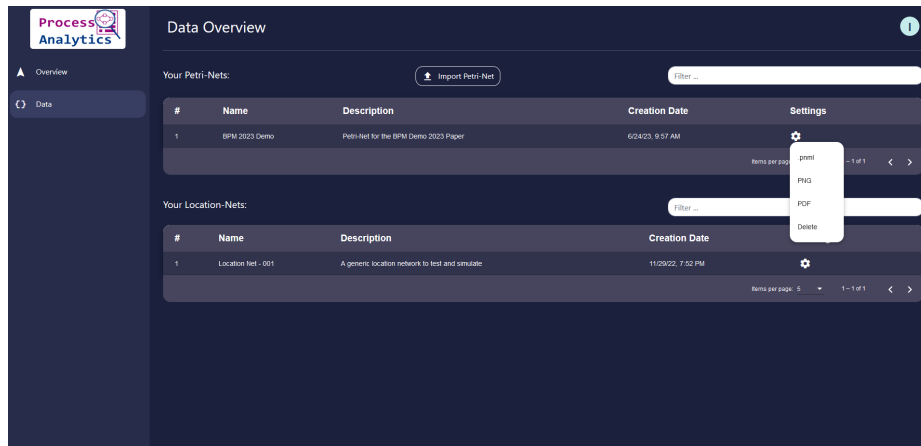 Process
Analytics
Data Overview
I
Overview
Data
Your Petri-Nets:
Import Petri-Net
Filter ...
# Name Description Creation Date Settings
1 BPM 2023 Demo Petri-Net for the BPM Demo 2023 Paper 6/24/23, 9:57 AM
Items per page – 1 of 1
.pnml
PNG
PDF
Delete
Your Location-Nets:
Filter ...
# Name Description Creation Date
1 Location Net - 001 A generic location network to test and simulate 11/29/22, 7:52 PM
Items per page: 5 1 – 1 of 1